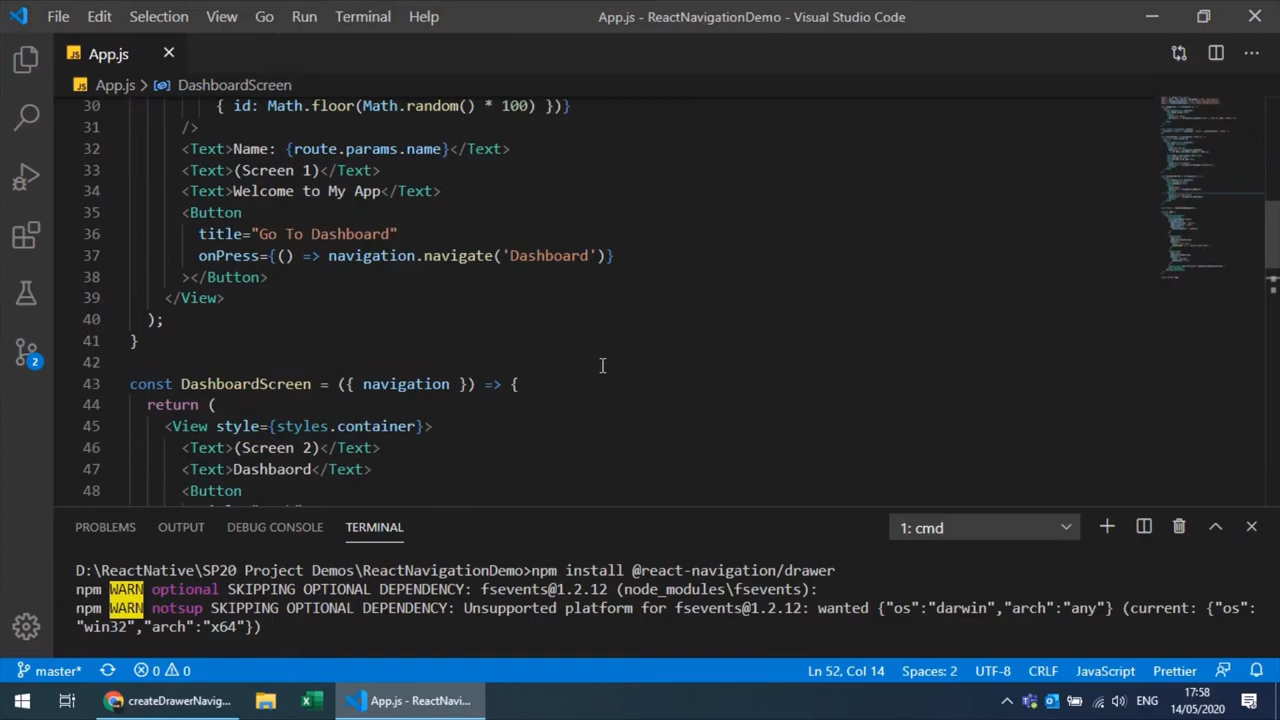 File Edit Selection View Go Run Terminal Help App.js - ReactNavigationDemo - Visual Studio Code
JS App.js
JS App.js > DashboardScreen
30 { id: Math.floor(Math.random() * 100) })}
31 />
32 <Text>Name: {route.params.name}</Text>
33 <Text>(Screen 1)</Text>
34 <Text>Welcome to My App</Text>
35 <Button
36 title="Go To Dashboard"
37 onPress={() => navigation.navigate('Dashboard')}
38 ></Button>
39 </View>
40 );
41 }
42
43 const DashboardScreen = ({ navigation }) => {
44 return (
45 <View style={styles.container}>
46 <Text>(Screen 2)</Text>
47 <Text>Dashbaord</Text>
48 <Button
PROBLEMS OUTPUT DEBUG CONSOLE TERMINAL 1: cmd
D:\ReactNative\SP20 Project Demos\ReactNavigationDemo>npm install @react-navigation/drawer
npm WARN optional SKIPPING OPTIONAL DEPENDENCY: fsevents@1.2.12 (node_modules\fsevents):
npm WARN notsup SKIPPING OPTIONAL DEPENDENCY: Unsupported platform for fsevents@1.2.12: wanted {"os":"darwin","arch":"any"} (current: {"os":
"win32","arch":"x64"})
2
master* 0 0 Ln 52, Col 14 Spaces: 2 UTF-8 CRLF JavaScript Prettier
createDrawerNavig... App.js - ReactNavi... ENG 17:58
14/05/2020